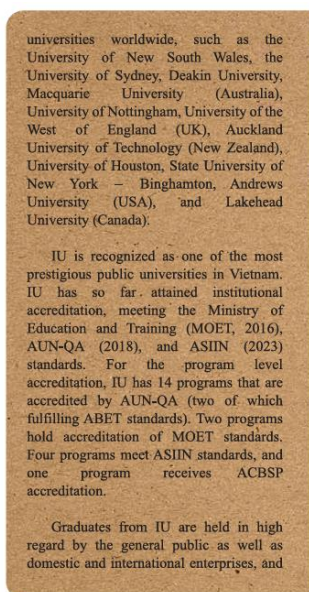 universities worldwide, such as the
University of New South Wales, the
University of Sydney, Deakin University,
Macquarie University (Australia),
University of Nottingham, University of the
West of England (UK), Auckland
University of Technology (New Zealand),
University of Houston, State University of
New York – Binghamton, Andrews
University (USA), and Lakehead
University (Canada).
IU is recognized as one of the most
prestigious public universities in Vietnam.
IU has so far attained institutional
accreditation, meeting the Ministry of
Education and Training (MOET, 2016),
AUN-QA (2018), and ASIIN (2023)
standards. For the program level
accreditation, IU has 14 programs that are
accredited by AUN-QA (two of which
fulfilling ABET standards). Two programs
hold accreditation of MOET standards.
Four programs meet ASIIN standards, and
one program receives ACBSP
accreditation.
Graduates from IU are held in high
regard by the general public as well as
domestic and international enterprises, and